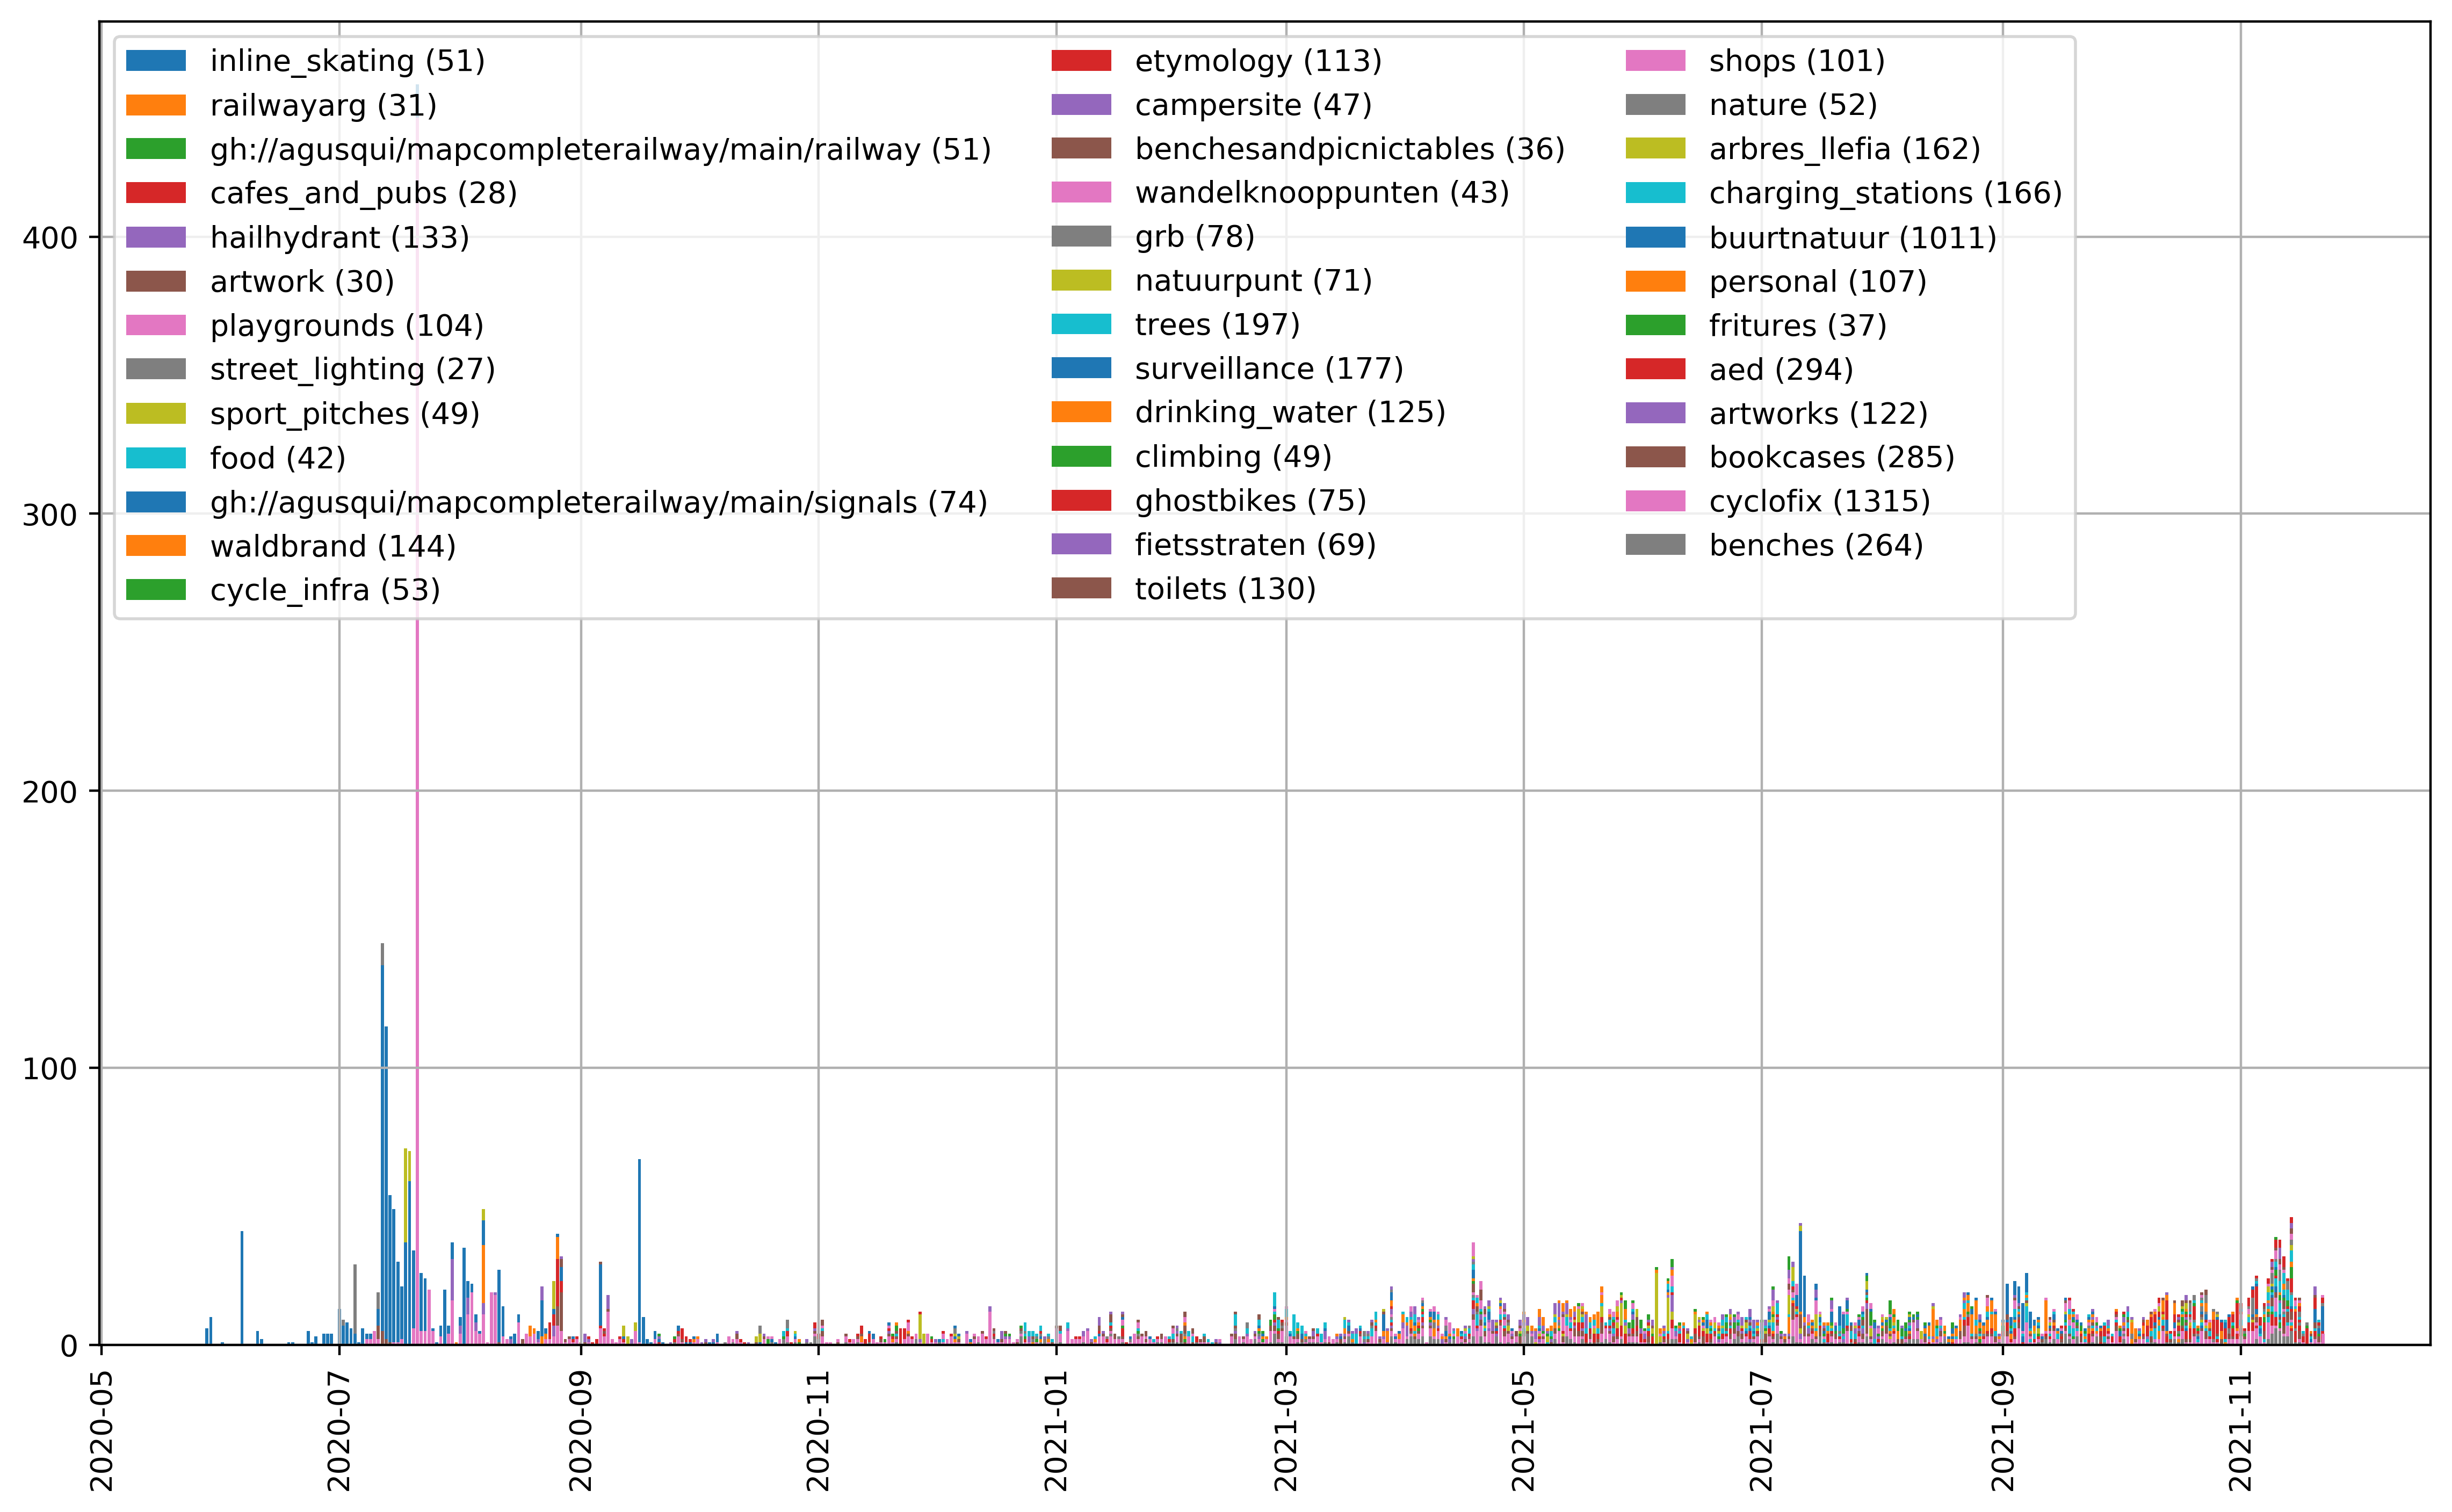 inline_skating (51)
railwayarg (31)
gh://agusqui/mapcompleterailway/main/railway (51)
cafes_and_pubs (28)
hailhydrant (133)
artwork (30)
playgrounds (104)
street_lighting (27)
sport_pitches (49)
food (42)
gh://agusqui/mapcompleterailway/main/signals (74)
waldbrand (144)
cycle_infra (53)
etymology (113)
campersite (47)
benchesandpicnictables (36)
wandelknooppunten (43)
grb (78)
natuurpunt (71)
trees (197)
surveillance (177)
drinking_water (125)
climbing (49)
ghostbikes (75)
fietsstraten (69)
toilets (130)
shops (101)
nature (52)
arbres_llefia (162)
charging_stations (166)
buurtnatuur (1011)
personal (107)
fritures (37)
aed (294)
artworks (122)
bookcases (285)
cyclofix (1315)
benches (264)
400
300
200
100
0
2020-05
2020-07
2020-09
2020-11
2021-01
2021-03
2021-05
2021-07
2021-09
2021-11